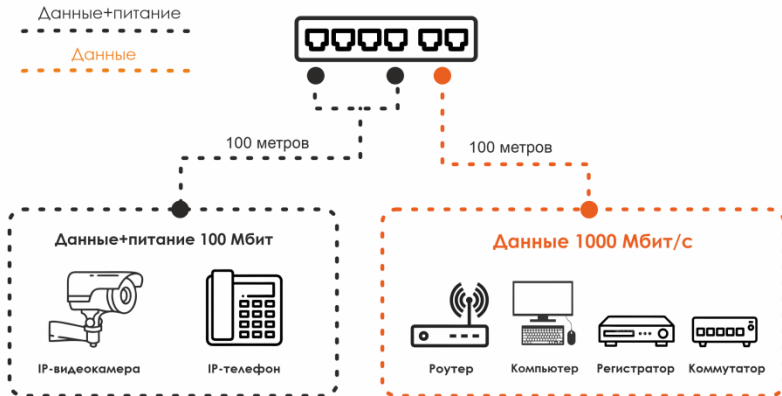 Данные+питание
Данные
100 метров
100 метров
Данные+питание 100 Мбит
Данные 1000 Мбит/с
IP-видеокамера
IP-телефон
Роутер
Компьютер
Регистратор
Коммутатор